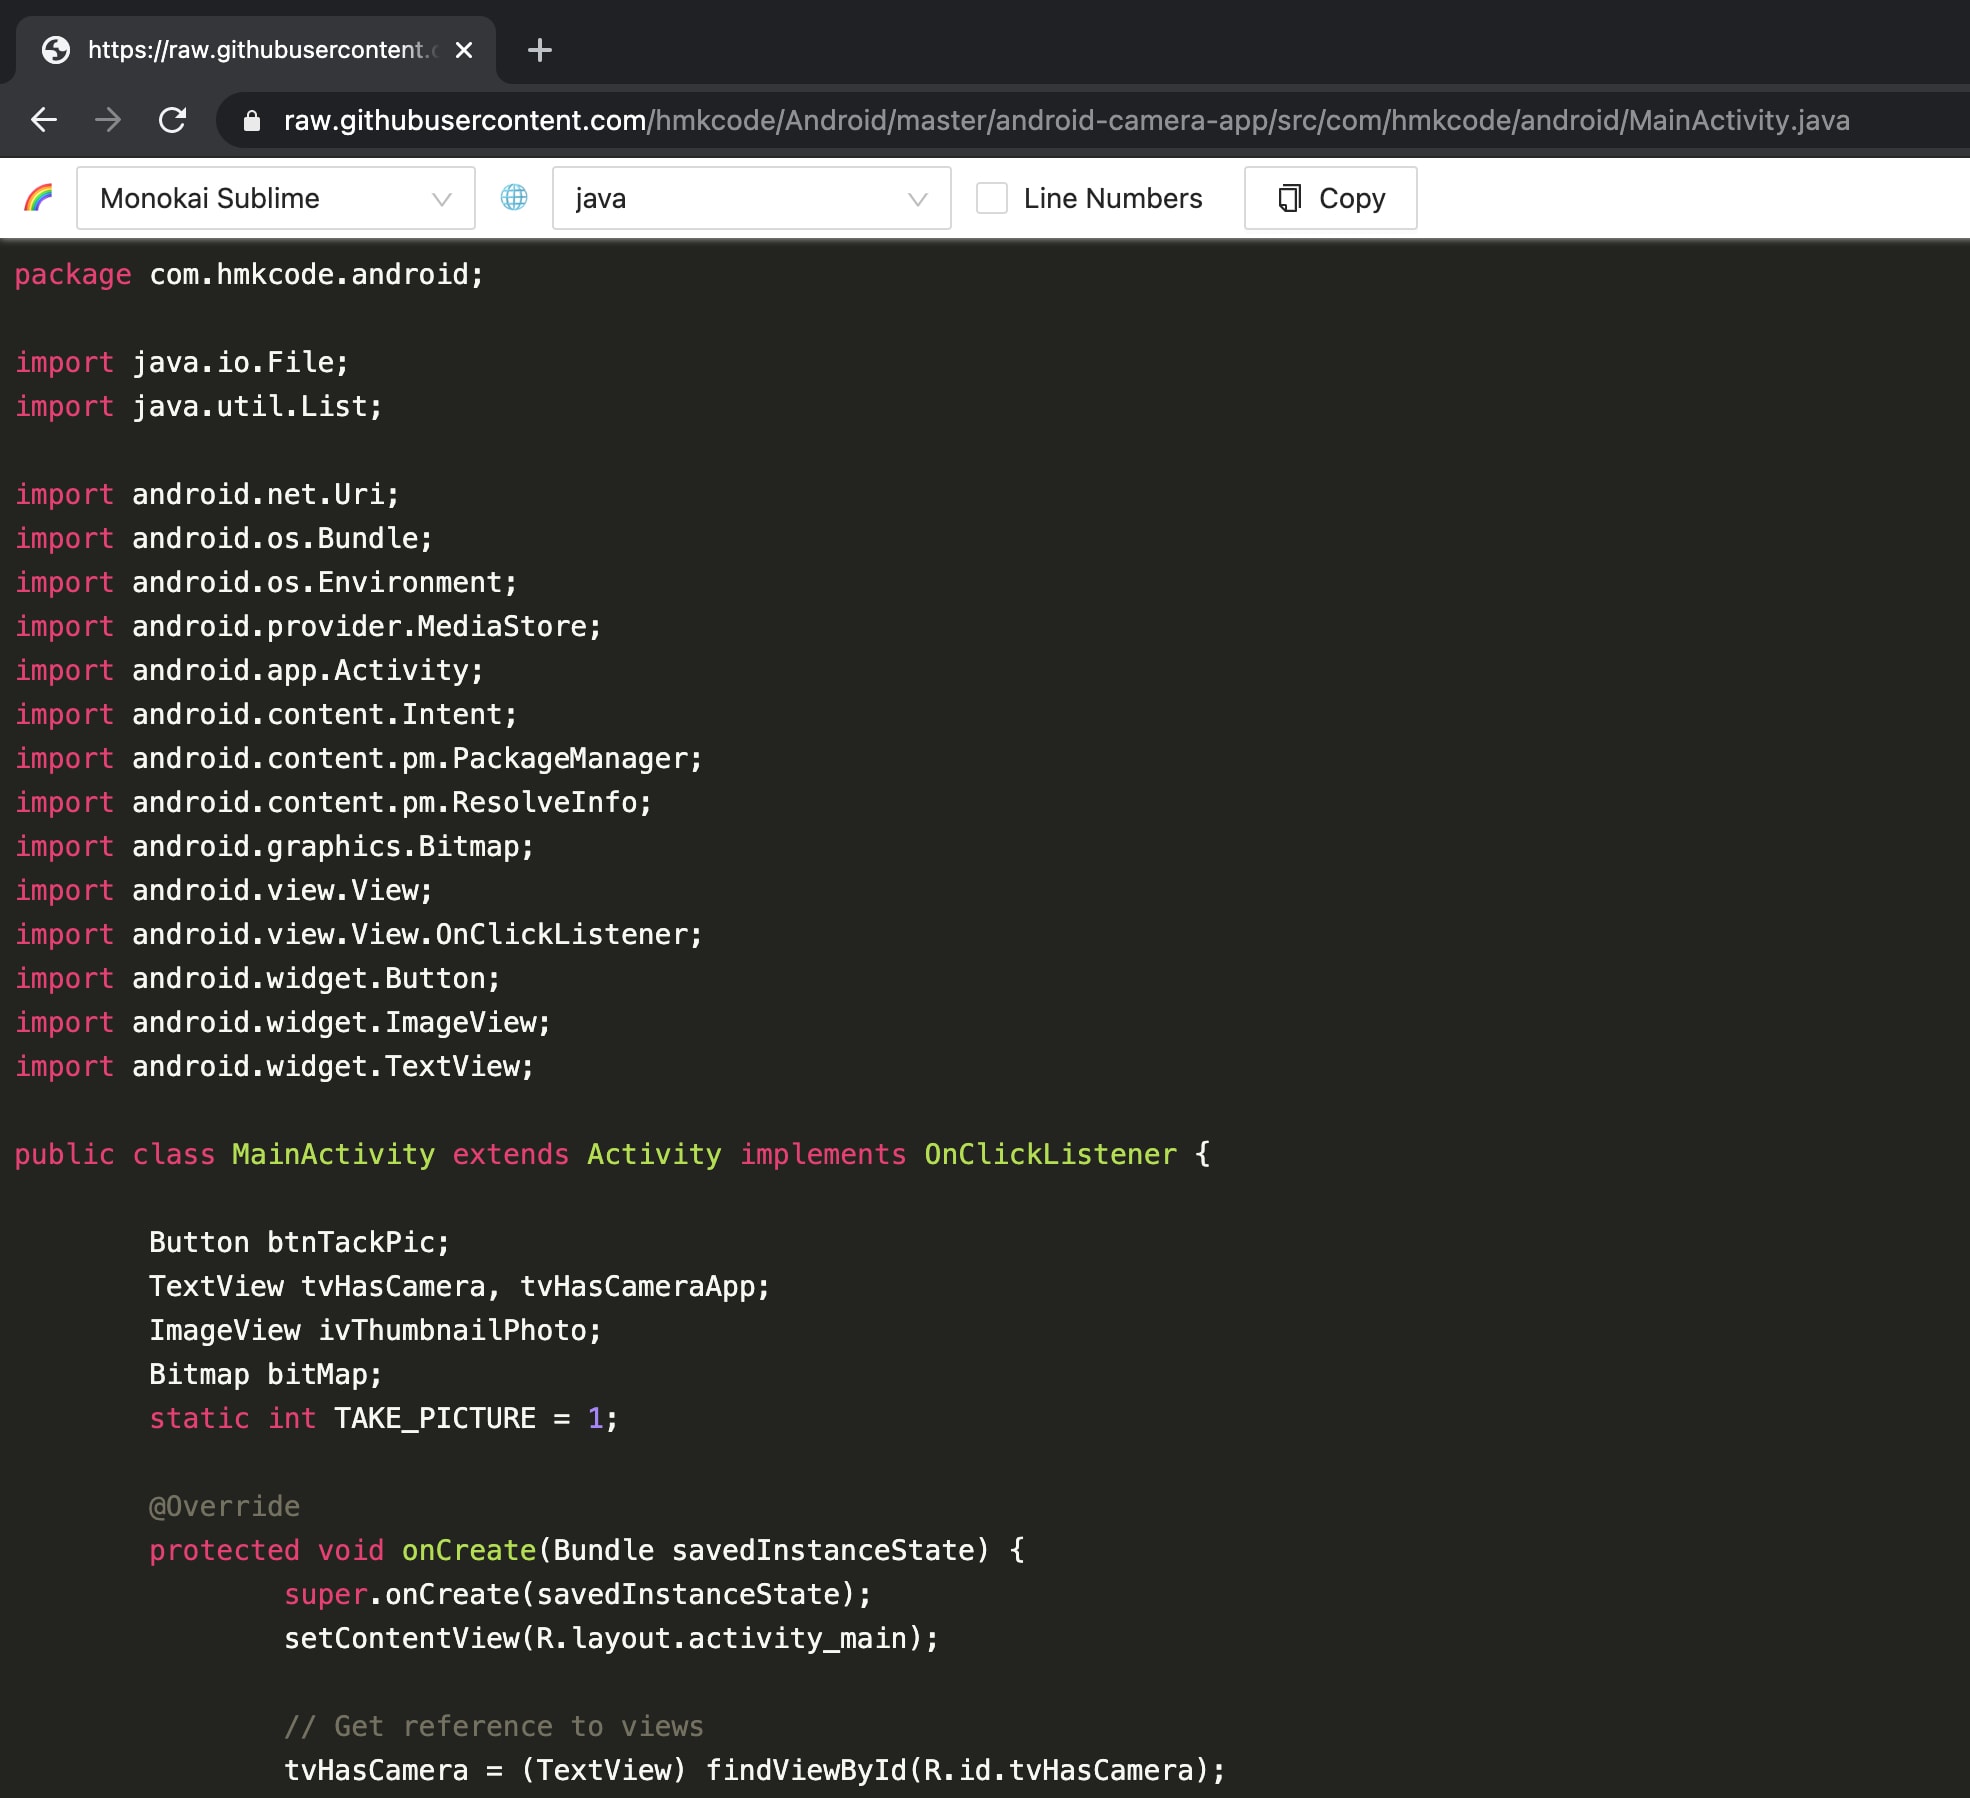 https://raw.githubusercontent.
raw.githubusercontent.com/hmkcode/Android/master/android-camera-app/src/com/hmkcode/android/MainActivity.java
Monokai Sublime java Line Numbers Copy
package com.hmkcode.android;
import java.io.File;
import java.util.List;
import android.net.Uri;
import android.os.Bundle;
import android.os.Environment;
import android.provider.MediaStore;
import android.app.Activity;
import android.content.Intent;
import android.content.pm.PackageManager;
import android.content.pm.ResolveInfo;
import android.graphics.Bitmap;
import android.view.View;
import android.view.View.OnClickListener;
import android.widget.Button;
import android.widget.ImageView;
import android.widget.TextView;
public class MainActivity extends Activity implements OnClickListener {
Button btnTackPic;
TextView tvHasCamera, tvHasCameraApp;
ImageView ivThumbnailPhoto;
Bitmap bitMap;
static int TAKE_PICTURE = 1;
@Override
protected void onCreate(Bundle savedInstanceState) {
super.onCreate(savedInstanceState);
setContentView(R.layout.activity_main);
// Get reference to views
tvHasCamera = (TextView) findViewById(R.id.tvHasCamera);